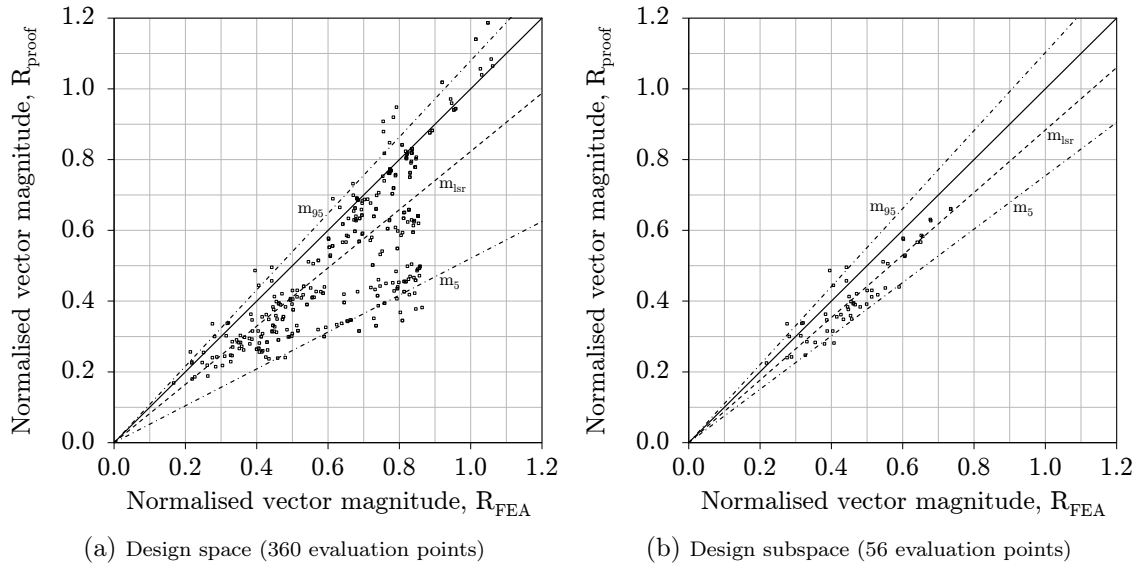 1.2
1.0
0.8
0.6
0.4
0.2
0.0
Normalised vector magnitude, R_proof
m_95
m_lsr
m_5
0.0 0.2 0.4 0.6 0.8 1.0 1.2
Normalised vector magnitude, R_FEA
(a) Design space (360 evaluation points)
1.2
1.0
0.8
0.6
0.4
0.2
0.0
Normalised vector magnitude, R_proof
m_lsr
m_95
m_5
0.0 0.2 0.4 0.6 0.8 1.0 1.2
Normalised vector magnitude, R_FEA
(b) Design subspace (56 evaluation points)